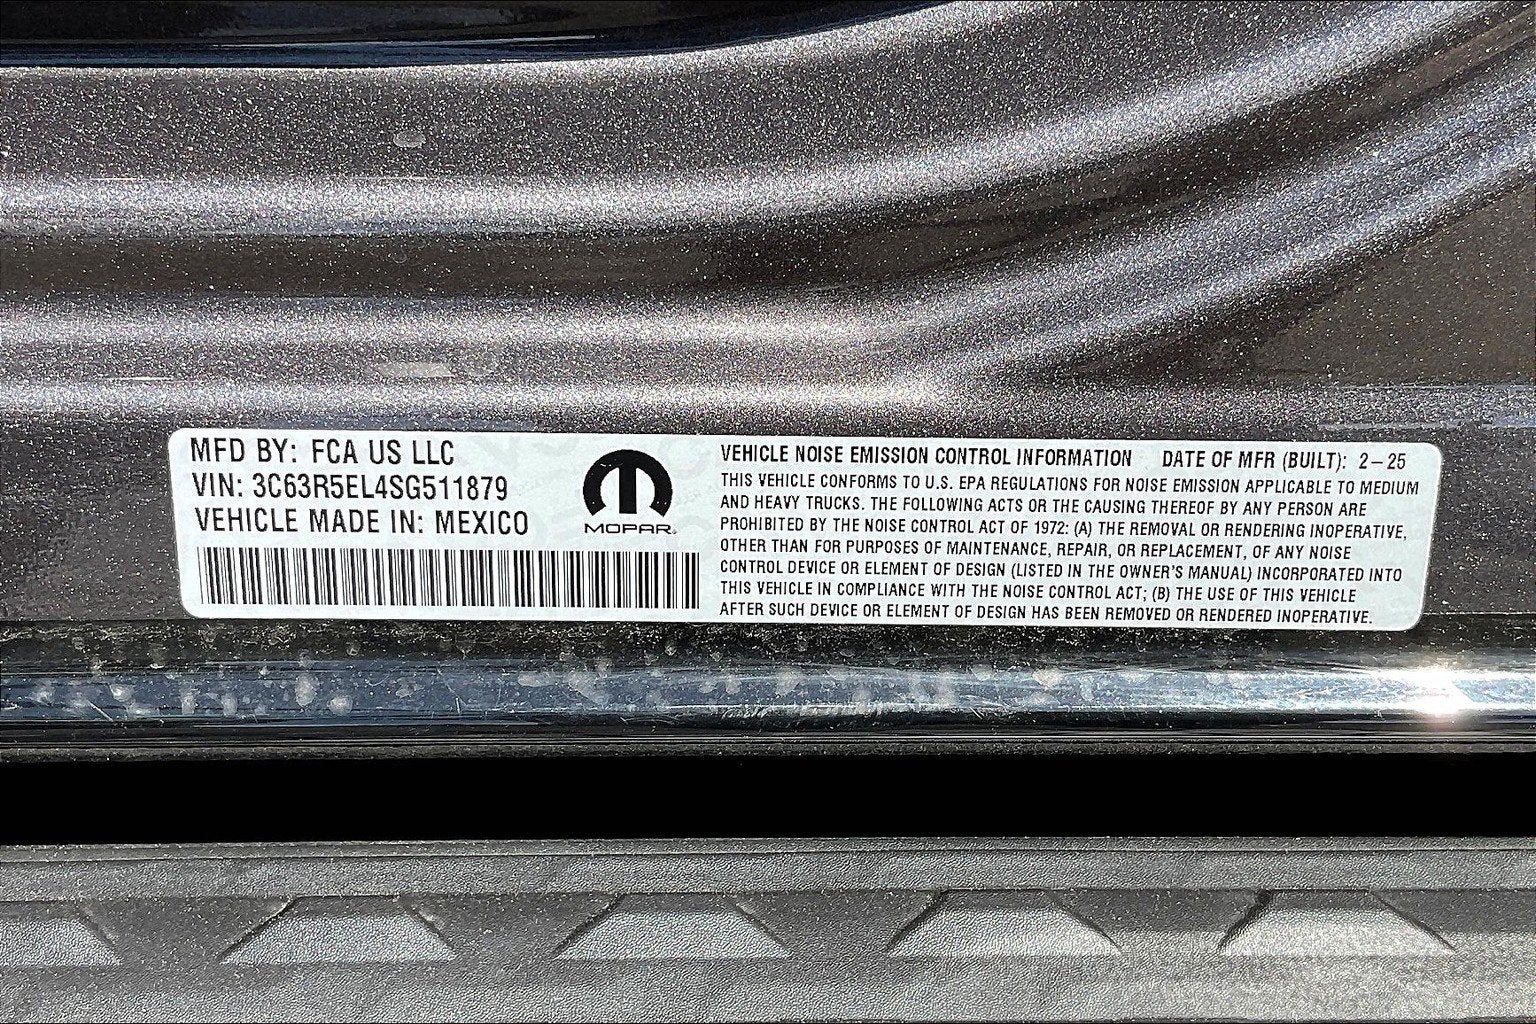 MFD BY: FCA US LLC
VIN: 3C63R5EL4SG511879
VEHICLE MADE IN: MEXICO
MOPAR
VEHICLE NOISE EMISSION CONTROL INFORMATION DATE OF MFR (BUILT): 2-25
THIS VEHICLE CONFORMS TO U.S. EPA REGULATIONS FOR NOISE EMISSION APPLICABLE TO MEDIUM
AND HEAVY TRUCKS. THE FOLLOWING ACTS OR THE CAUSING THEREOF BY ANY PERSON ARE
PROHIBITED BY THE NOISE CONTROL ACT OF 1972: (A) THE REMOVAL OR RENDERING INOPERATIVE,
OTHER THAN FOR PURPOSES OF MAINTENANCE, REPAIR, OR REPLACEMENT, OF ANY NOISE
CONTROL DEVICE OR ELEMENT OF DESIGN (LISTED IN THE OWNER'S MANUAL) INCORPORATED INTO
THIS VEHICLE IN COMPLIANCE WITH THE NOISE CONTROL ACT; (B) THE USE OF THIS VEHICLE
AFTER SUCH DEVICE OR ELEMENT OF DESIGN HAS BEEN REMOVED OR RENDERED INOPERATIVE.